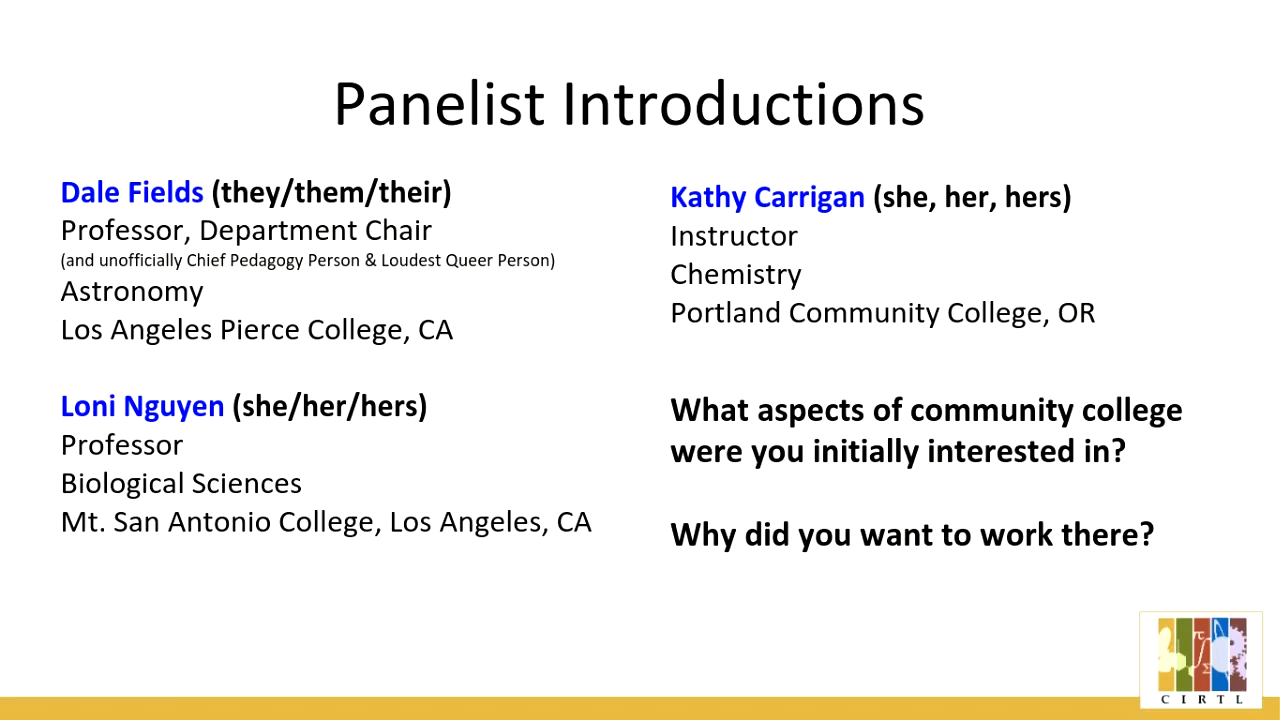 Panelist Introductions
Dale Fields (they/them/their)
Professor, Department Chair
(and unofficially Chief Pedagogy Person & Loudest Queer Person)
Astronomy
Los Angeles Pierce College, CA
Loni Nguyen (she/her/hers)
Professor
Biological Sciences
Mt. San Antonio College, Los Angeles, CA
Kathy Carrigan (she, her, hers)
Instructor
Chemistry
Portland Community College, OR
What aspects of community college
were you initially interested in?
Why did you want to work there?
CIRTL